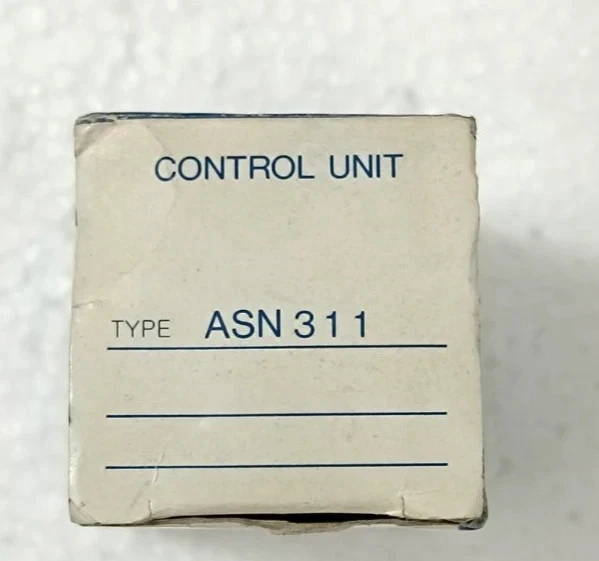 CONTROL UNIT
TYPE ASN 311